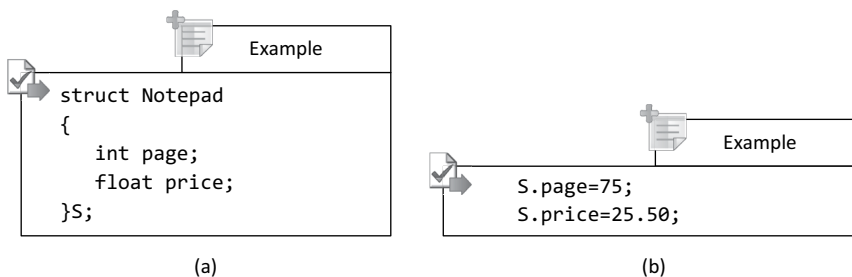 Example
struct Notepad
{
int page;
float price;
}S;
(a)
Example
S.page=75;
S.price=25.50;
(b)